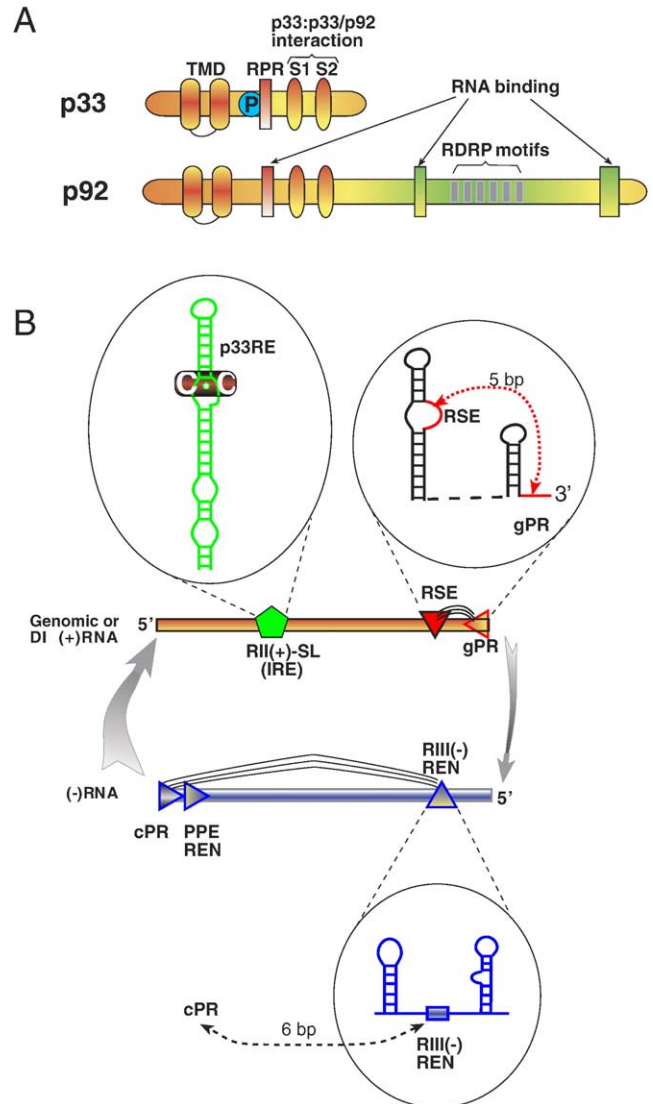 A
p33:p33/p92
interaction
TMD RPR S1 S2
p33
P
RNA binding
RDRP motifs
p92
B
p33RE
C C
5 bp
RSE
3'
gPR
RSE
Genomic or
DI (+)RNA
5'
RII(+)-SL
(IRE)
gPR
RIII(-)
REN
(-)RNA
5'
cPR PPE
REN
cPR
6 bp
RIII(-)
REN